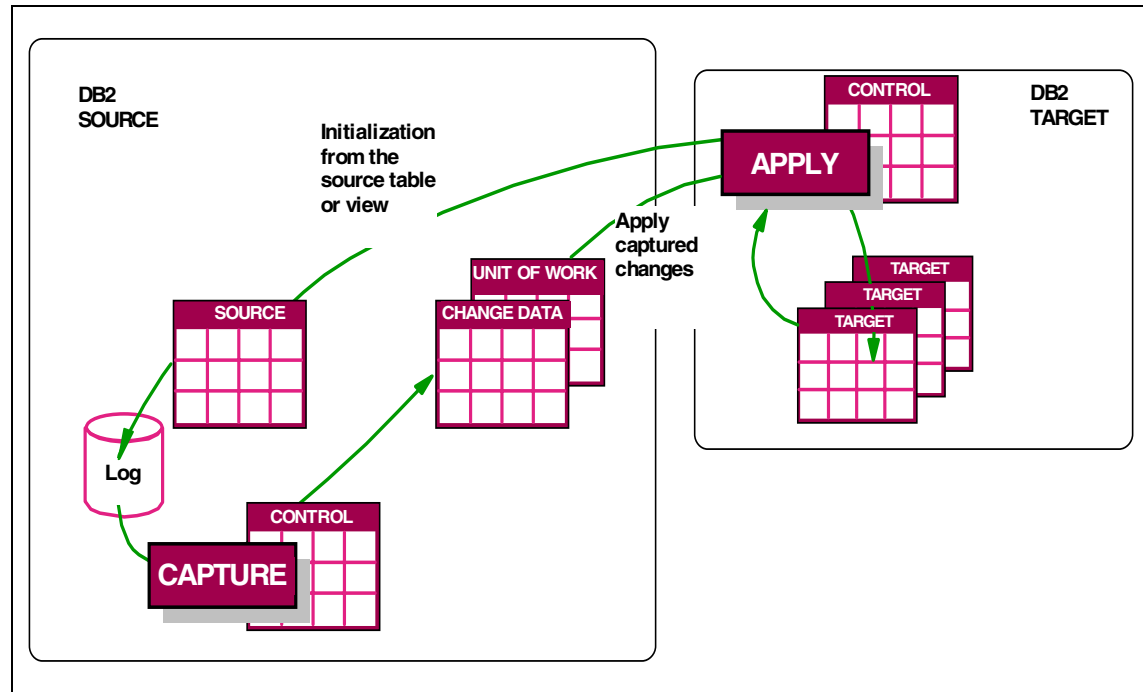 DB2
SOURCE
Initialization
from the
source table
or view
SOURCE
UNIT OF WORK
CHANGE DATA
Log
CONTROL
CAPTURE
Apply
captured
changes
CONTROL
DB2
TARGET
APPLY
TARGET
TARGET
TARGET